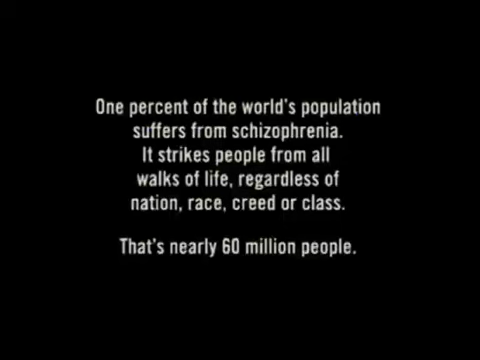 One percent of the world's population
suffers from schizophrenia.
It strikes people from all
walks of life, regardless of
nation, race, creed or class.
That's nearly 60 million people.